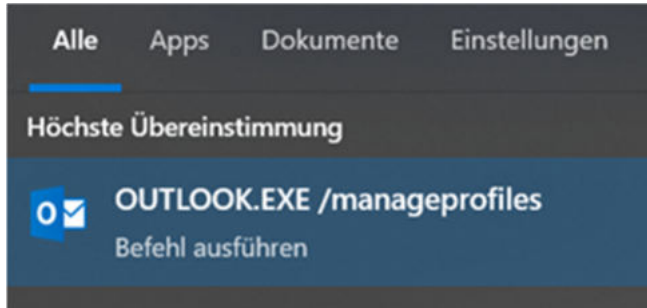 Alle Apps Dokumente Einstellungen
Höchste Übereinstimmung
OUTLOOK.EXE /manageprofiles
Befehl ausführen